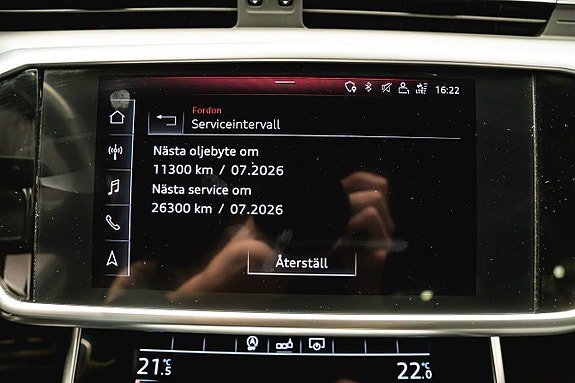 16:22
Fordon
Serviceintervall
Nästa oljebyte om
11300 km / 07.2026
Nästa service om
26300 km / 07.2026
Återställ
21.5 °C
22.0 °C